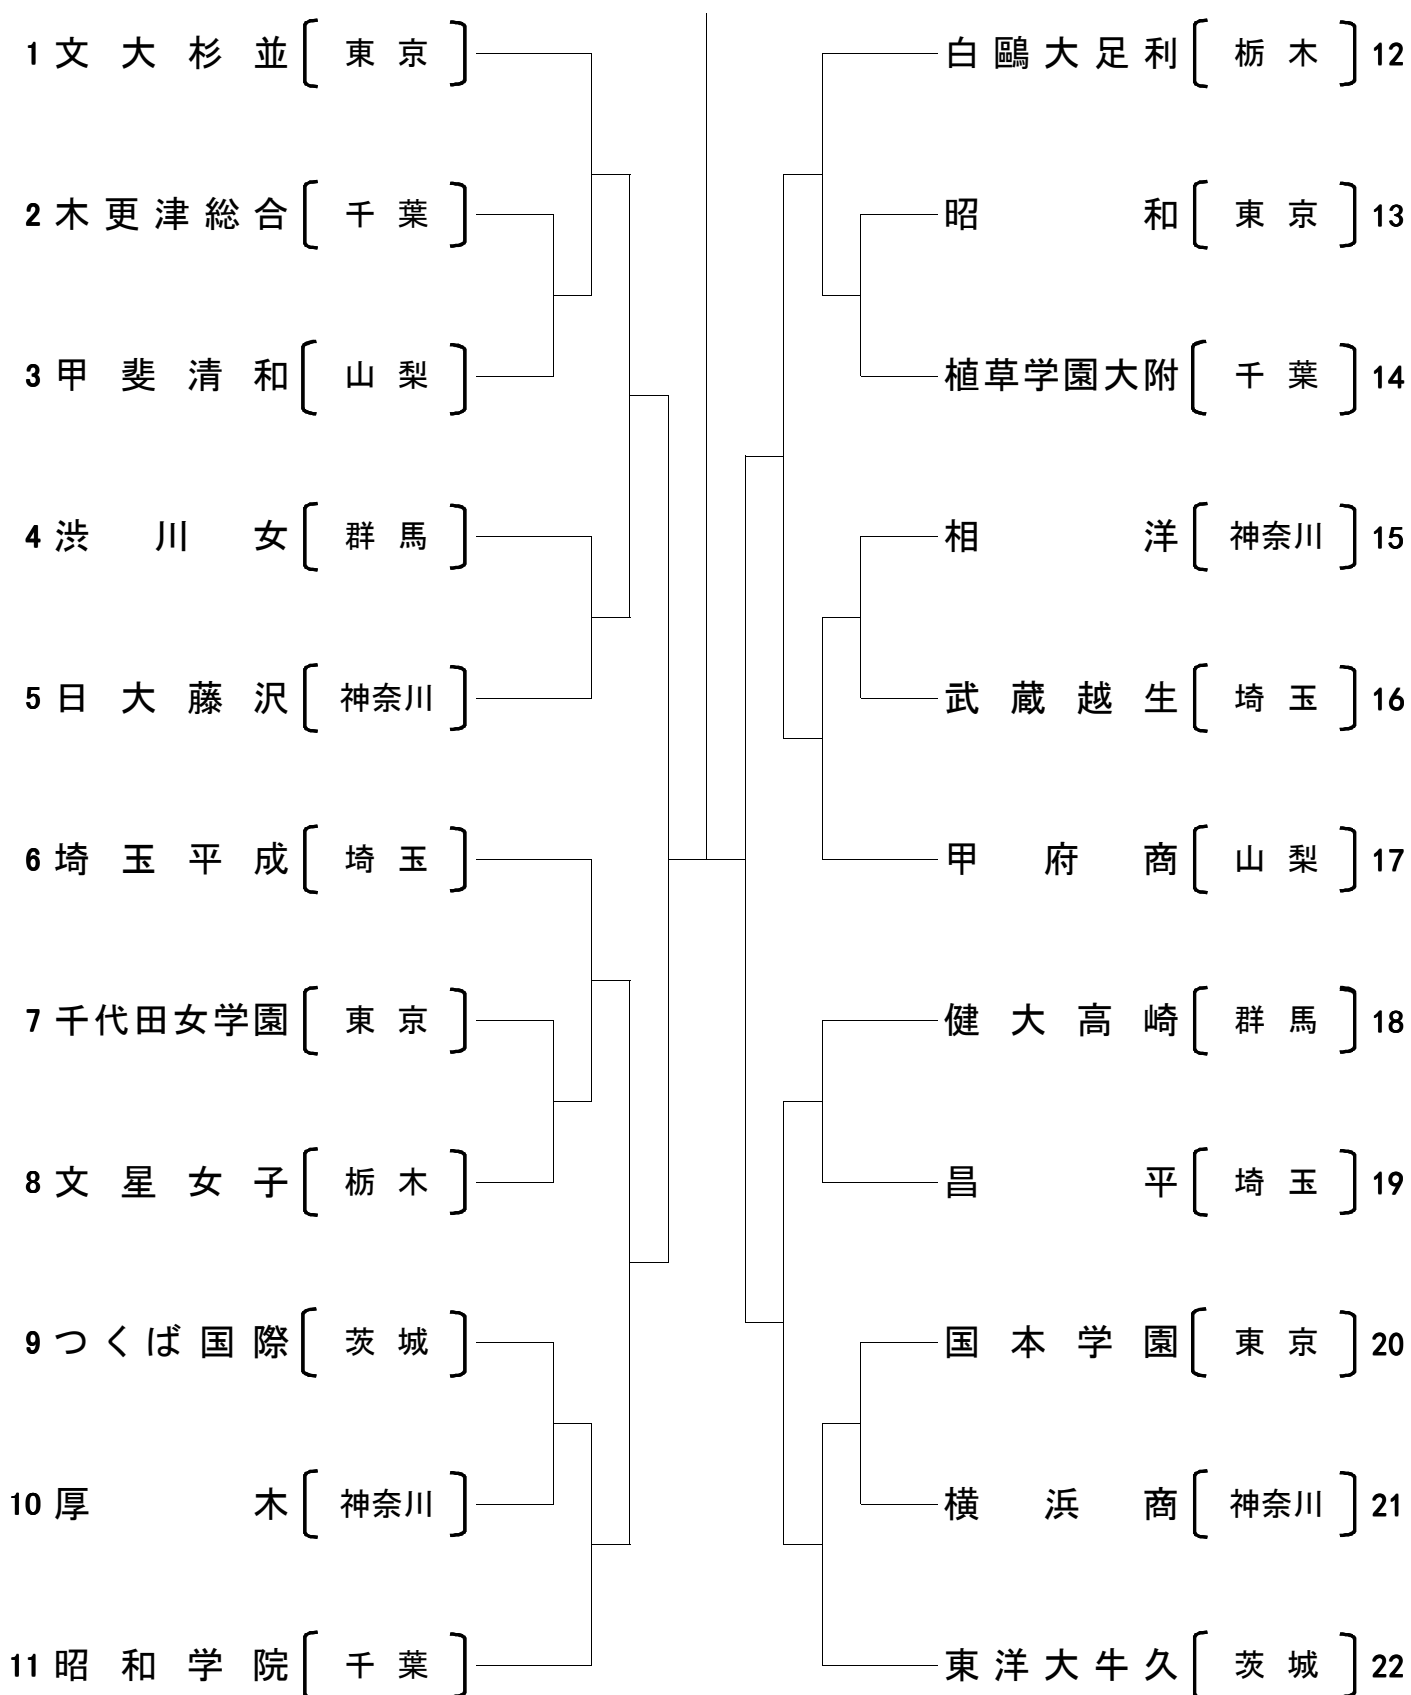 1 文大杉並 [東京]
2 木更津総合 [千葉]
3 甲斐清和 [山梨]
4 渋川女 [群馬]
5 日大藤沢 [神奈川]
6 埼玉平成 [埼玉]
7 千代田女学園 [東京]
8 文星女子 [栃木]
9 つくば国際 [茨城]
10 厚木 [神奈川]
11 昭和学院 [千葉]
白鷗大足利 [栃木] 12
昭和 [東京] 13
植草学園大附 [千葉] 14
相洋 [神奈川] 15
武蔵越生 [埼玉] 16
甲府商 [山梨] 17
健大高崎 [群馬] 18
昌平 [埼玉] 19
国本学園 [東京] 20
横浜商 [神奈川] 21
東洋大牛久 [茨城] 22